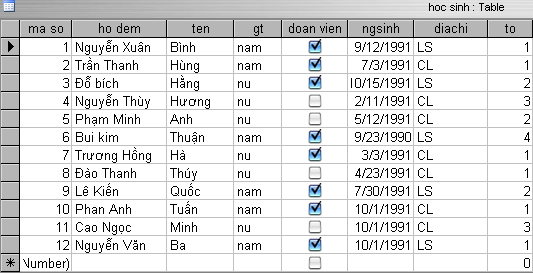 hoc sinh : Table
ma so ho dem ten gt doan vien ngsinh diachi to
1 Nguyễn Xuân Bình nam 9/12/1991 LS 1
2 Trần Thanh Hùng nam 7/3/1991 CL 1
3 Đỗ bích Hằng nu 10/15/1991 LS 2
4 Nguyễn Thùy Hương nu 2/11/1991 CL 3
5 Phạm Minh Anh nu 5/12/1991 CL 2
6 Bui kim Thuận nam 9/23/1990 LS 4
7 Trương Hồng Hà nu 3/3/1991 CL 1
8 Đào Thanh Thúy nu 4/23/1991 CL 1
9 Lê Kiến Quốc nam 7/30/1991 LS 2
10 Phan Anh Tuấn nam 10/1/1991 CL 1
11 Cao Ngọc Minh nu 10/1/1991 CL 3
12 Nguyễn Văn Ba nam 10/1/1991 LS 1
Number) 0